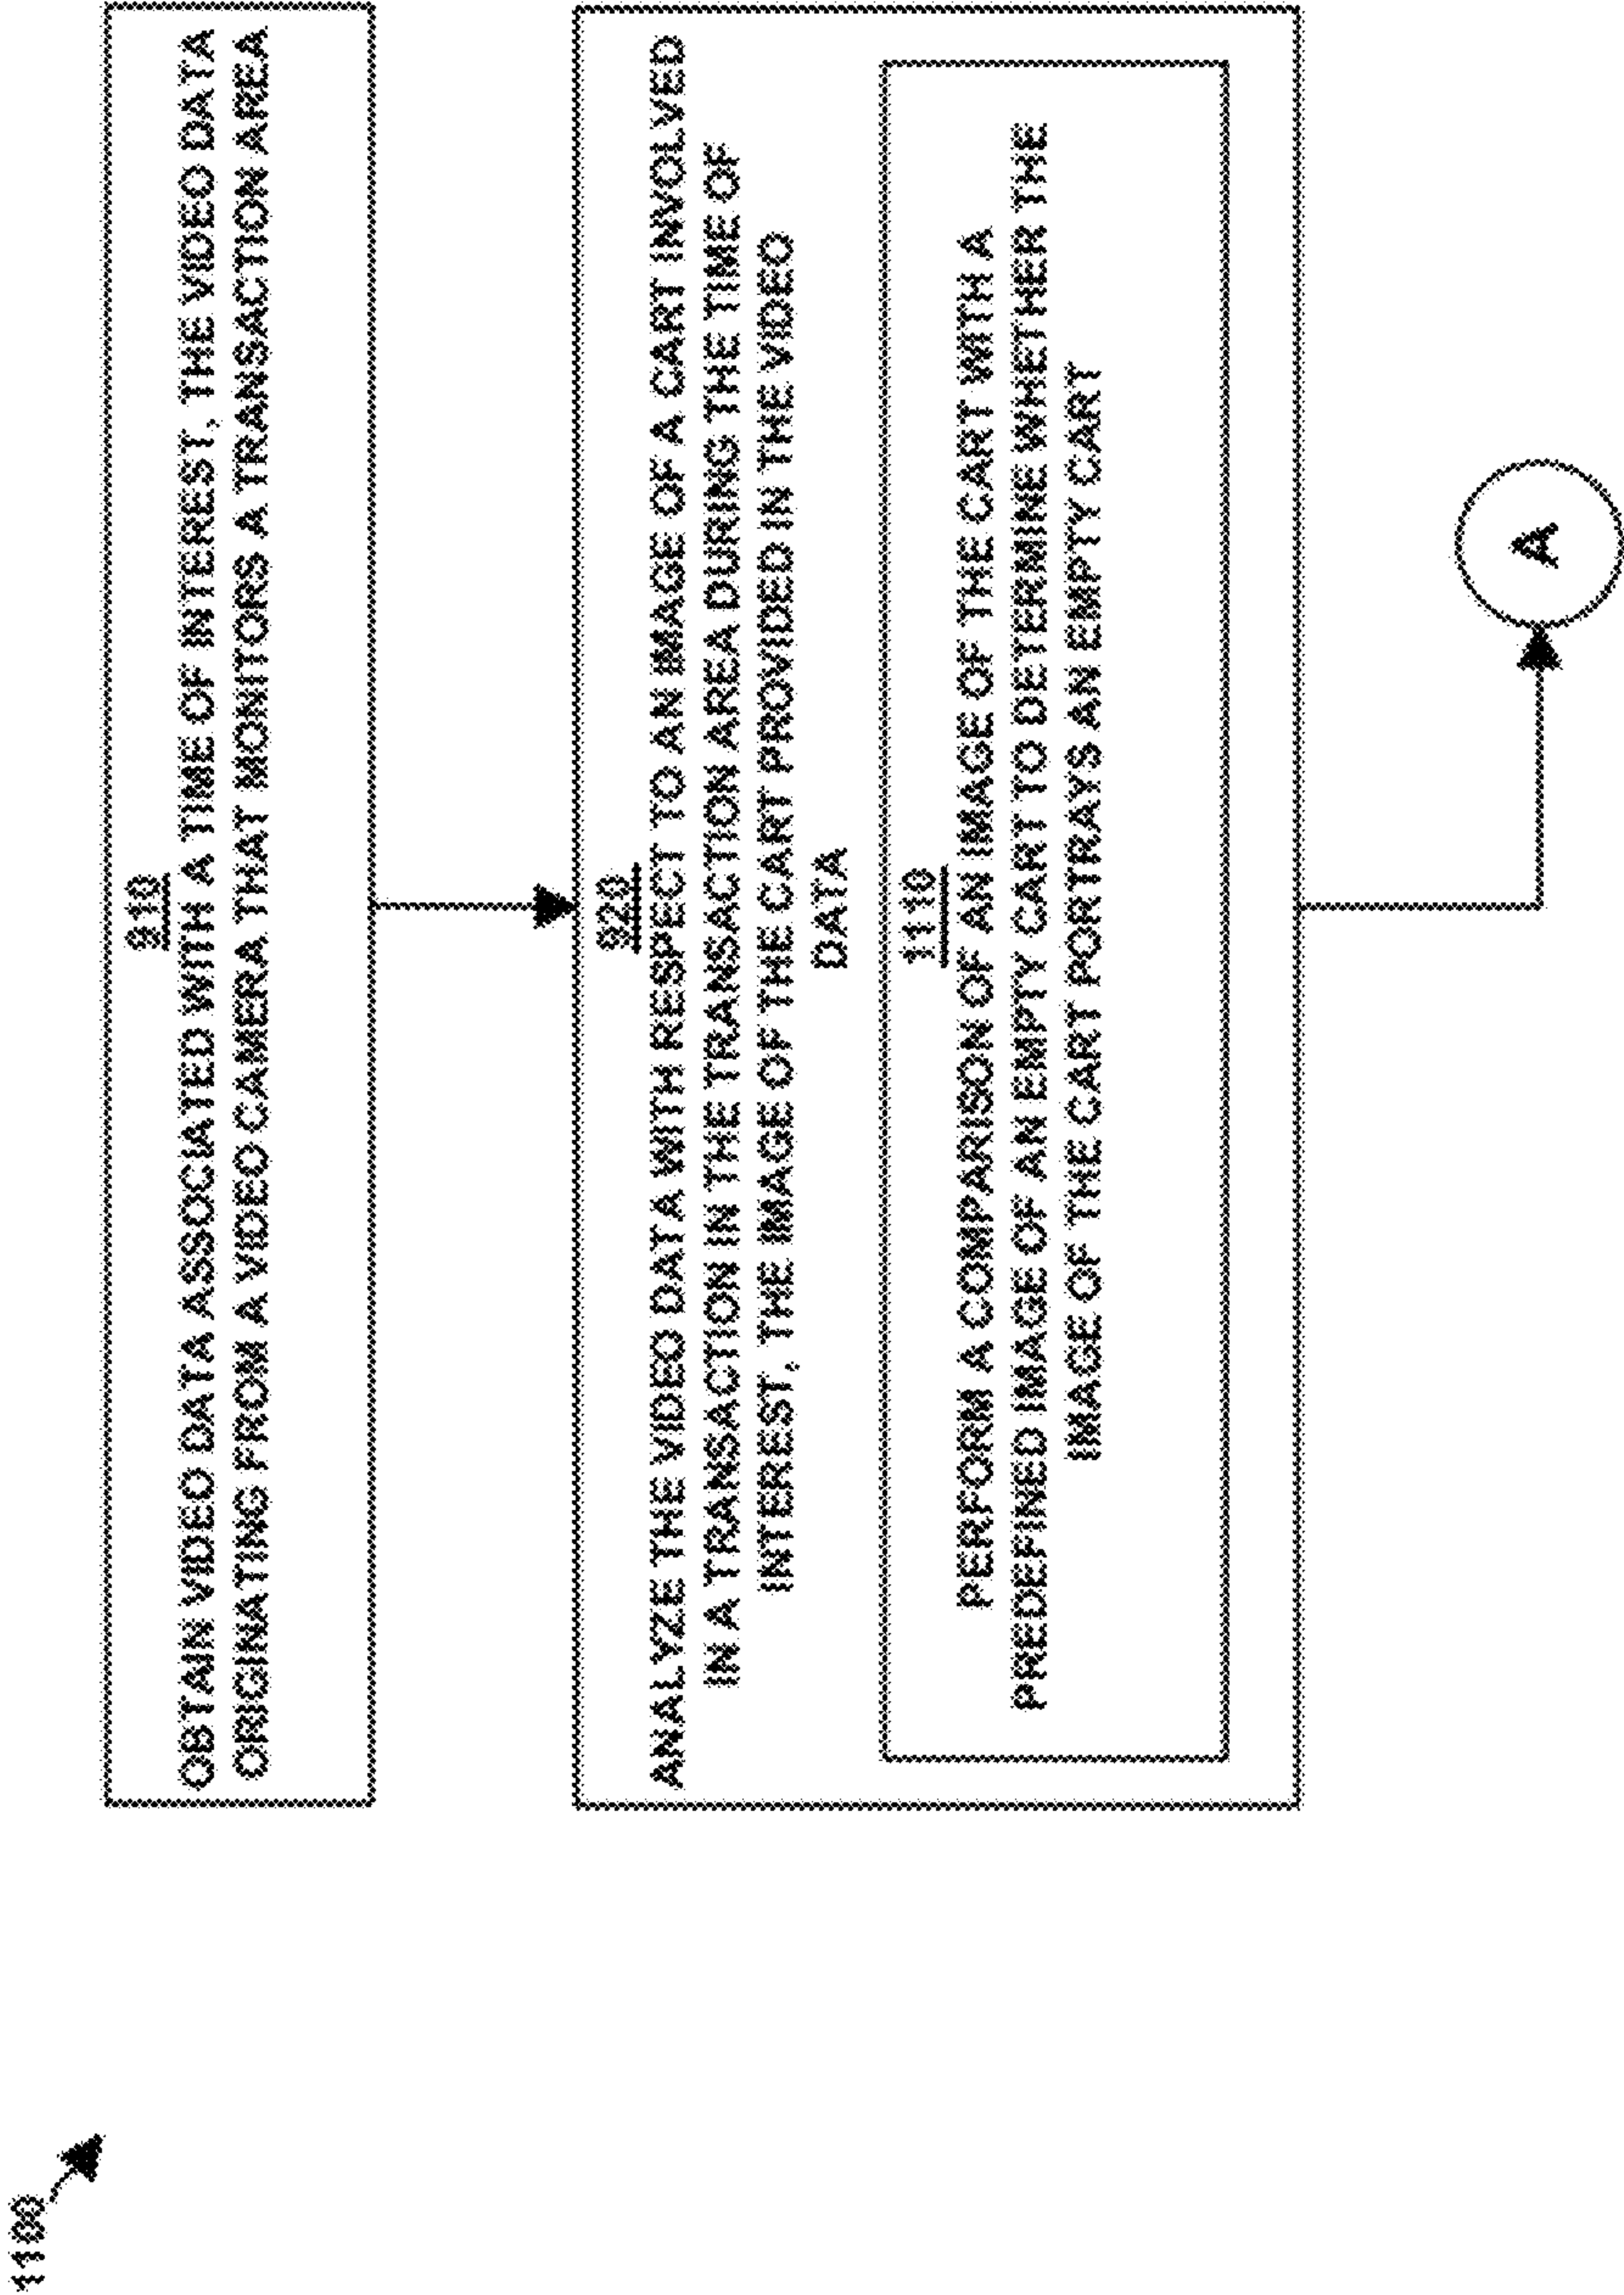 1100
910
OBTAIN VIDEO DATA ASSOCIATED WITH A TIME OF INTEREST, THE VIDEO DATA
ORIGINATING FROM A VIDEO CAMERA THAT MONITORS A TRANSACTION AREA
920
ANALYZE THE VIDEO DATA WITH RESPECT TO AN IMAGE OF A CART INVOLVED
IN A TRANSACTION IN THE TRANSACTION AREA DURING THE TIME OF
INTEREST, THE IMAGE OF THE CART PROVIDED IN THE VIDEO
DATA
1110
PERFORM A COMPARISON OF AN IMAGE OF THE CART WITH A
PREDEFINED IMAGE OF AN EMPTY CART TO DETERMINE WHETHER THE
IMAGE OF THE CART PORTRAYS AN EMPTY CART
A